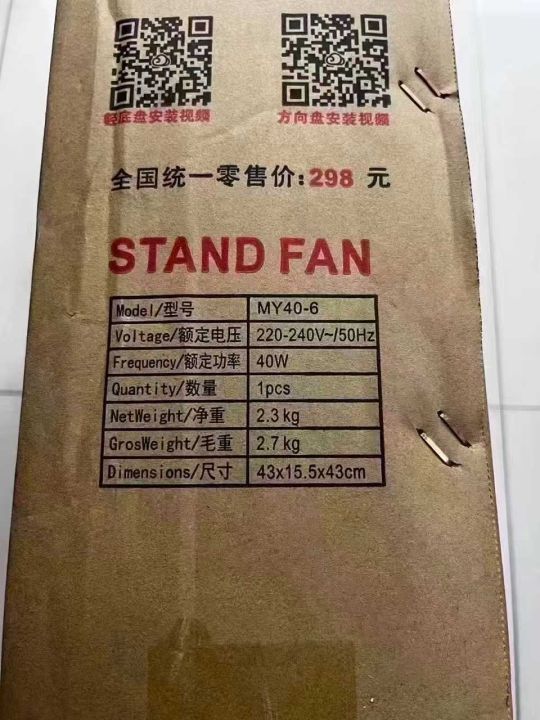 轻底盘安装视频
方向盘安装视频
全国统一零售价:298 元
STAND FAN
Model/型号 MY40-6
Voltage/额定电压 220-240V~/50Hz
Frequency/额定功率 40W
Quantity/数量 1pcs
NetWeight/净重 2.3kg
GrosWeight/毛重 2.7kg
Dimensions/尺寸 43x15.5x43cm